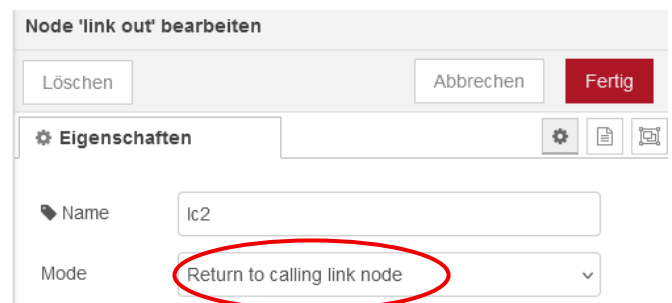 Node 'link out' bearbeiten
Löschen Abbrechen Fertig
Eigenschaften
Name lc2
Mode Return to calling link node